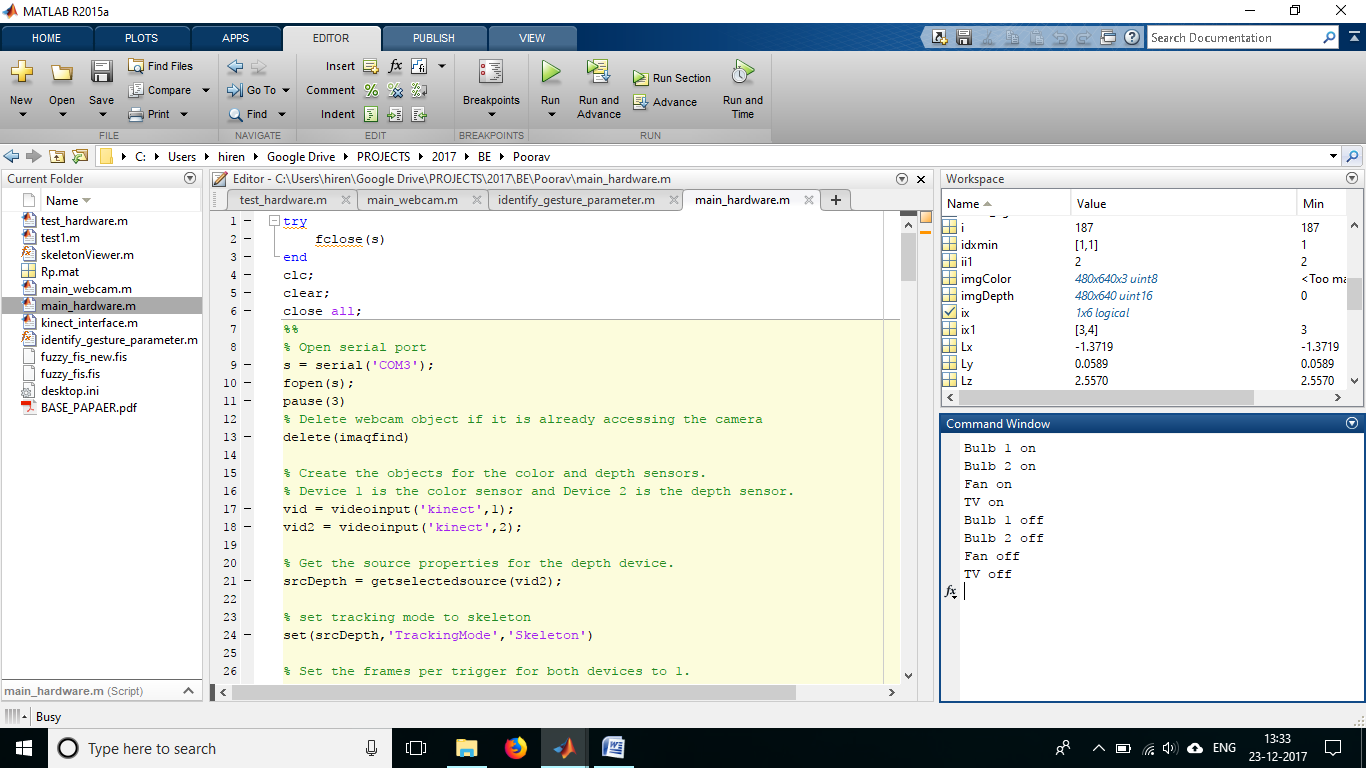 MATLAB R2015a
HOME PLOTS APPS EDITOR PUBLISH VIEW
Search Documentation
New Open Save
Find Files
Compare
Print
FILE
Go To
Find
NAVIGATE
Insert
Comment
Indent
EDIT
Breakpoints
BREAKPOINTS
Run
Run and Advance
Run Section
Advance
Run and Time
RUN
C: Users hiren Google Drive PROJECTS 2017 BE Poorav
Current Folder
Name
test_hardware.m
test1.m
skeletonViewer.m
Rp.mat
main_webcam.m
main_hardware.m
kinect_interface.m
identify_gesture_parameter.m
fuzzy_fis_new.fis
fuzzy_fis.fis
desktop.ini
BASE_PAPAER.pdf
main_hardware.m (Script)
Editor - C:\Users\hiren\Google Drive\PROJECTS\2017\BE\Poorav\main_hardware.m
test_hardware.m main_webcam.m identify_gesture_parameter.m main_hardware.m
1 try
2 fclose(s)
3 end
4 clc;
5 clear;
6 close all;
7 %%
8 % Open serial port
9 s = serial('COM3');
10 fopen(s);
11 pause(3)
12 % Delete webcam object if it is already accessing the camera
13 delete(imaqfind)
14
15 % Create the objects for the color and depth sensors.
16 % Device 1 is the color sensor and Device 2 is the depth sensor.
17 vid = videoinput('kinect',1);
18 vid2 = videoinput('kinect',2);
19
20 % Get the source properties for the depth device.
21 srcDepth = getselectedsource(vid2);
22
23 % set tracking mode to skeleton
24 set(srcDepth,'TrackingMode','Skeleton')
25
26 % Set the frames per trigger for both devices to 1.
Workspace
Name Value Min
i 187 187
idxmin [1,1] 1
ii1 2 2
imgColor 480x640x3 uint8 <Too ma
imgDepth 480x640 uint16 0
ix 1x6 logical
ix1 [3,4] 3
Lx -1.3719 -1.3719
Ly 0.0589 0.0589
Lz 2.5570 2.5570
Command Window
Bulb 1 on
Bulb 2 on
Fan on
TV on
Bulb 1 off
Bulb 2 off
Fan off
TV off
fx
Busy
Type here to search
ENG
13:33
23-12-2017